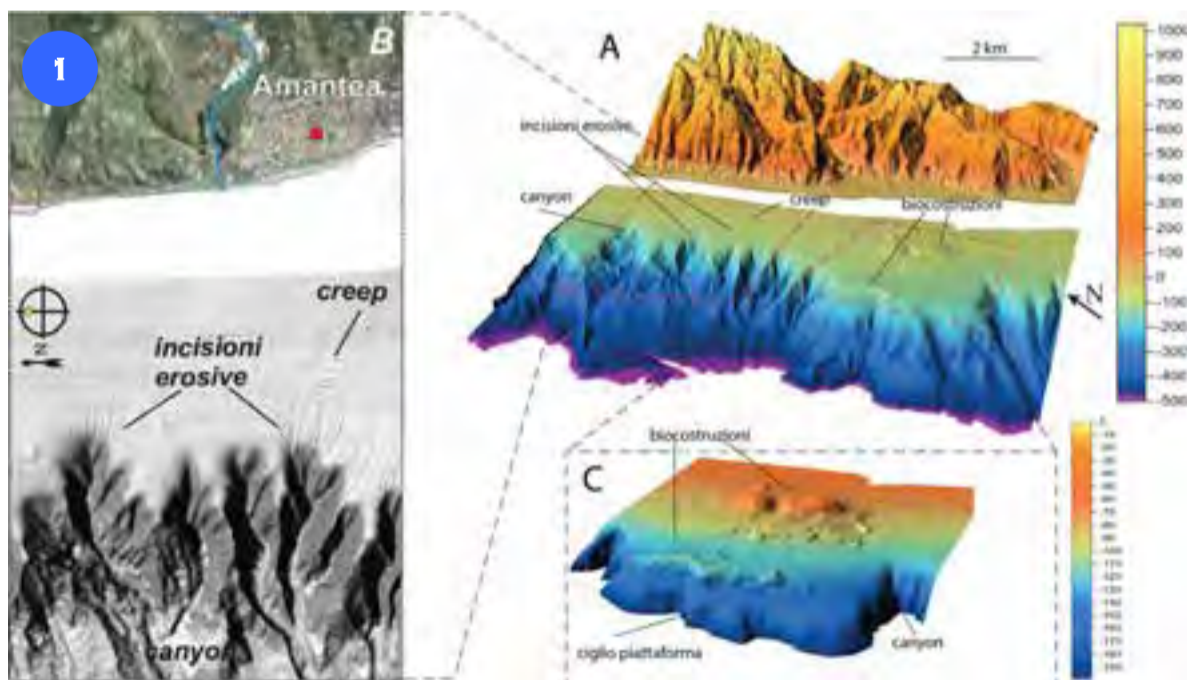 1
B
Amantea
creep
incisioni
erosive
N
canyon
A
2 km
incisioni erosive
canyon
creep
biocostruzioni
N
1000
900
800
700
600
500
400
300
200
100
0
-100
-200
-300
-400
-500
biocostruzioni
C
ciglio piattaforma
canyon